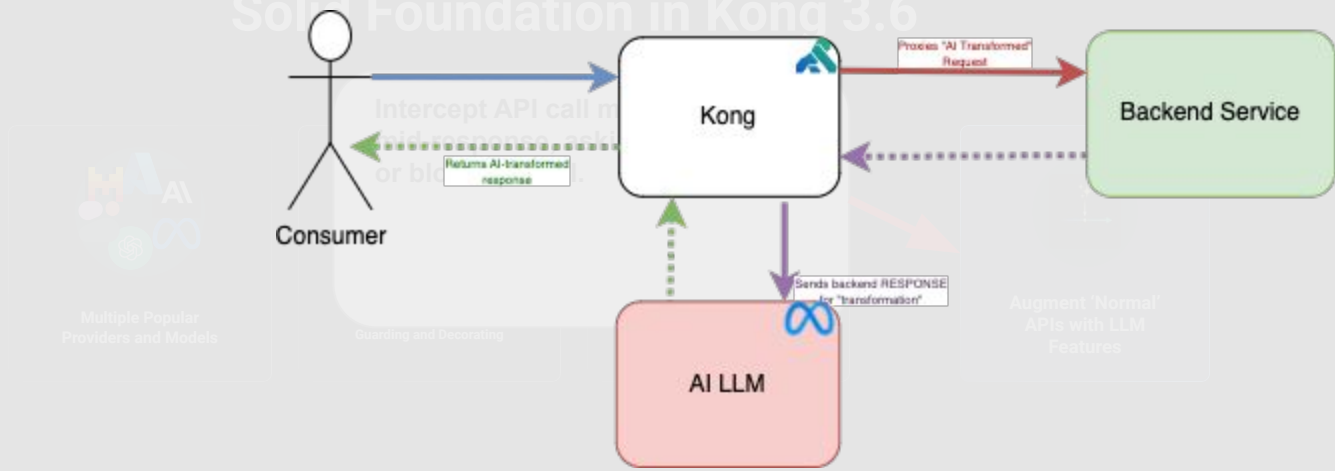 Solid Foundation in Kong 3.6
Proxies "AI Transformed"
Request
Kong
Backend Service
Intercept API call m
mid-response, aski
or blo
l.
Returns AI-transformed
response
Consumer
AI
Sends backend RESPONSE
for "transformation"
Multiple Popular
Providers and Models
Guarding and Decorating
Augment 'Normal'
APIs with LLM
Features
AI LLM